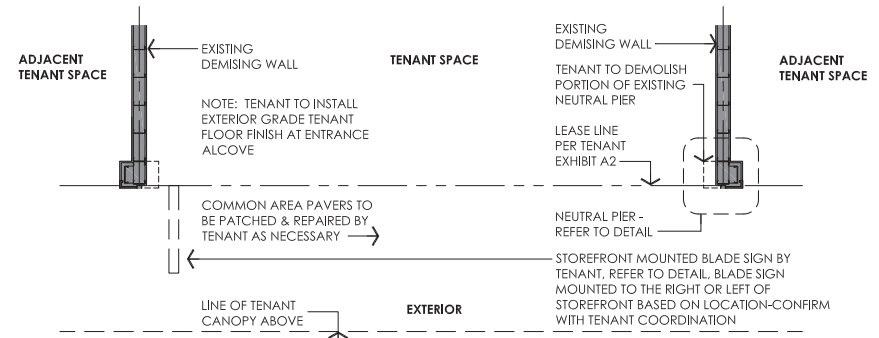 ADJACENT
TENANT SPACE
EXISTING
DEMISING WALL
NOTE:  TENANT TO INSTALL
EXTERIOR GRADE TENANT
FLOOR FINISH AT ENTRANCE
ALCOVE
TENANT SPACE
EXISTING
DEMISING WALL
TENANT TO DEMOLISH
PORTION OF EXISTING
NEUTRAL PIER
LEASE LINE
PER TENANT
EXHIBIT A2
ADJACENT
TENANT SPACE
COMMON AREA PAVERS TO
BE PATCHED & REPAIRED BY
TENANT AS NECESSARY
NEUTRAL PIER -
REFER TO DETAIL
STOREFRONT MOUNTED BLADE SIGN BY
TENANT, REFER TO DETAIL, BLADE SIGN
MOUNTED TO THE RIGHT OR LEFT OF
STOREFRONT BASED ON LOCATION-CONFIRM
WITH TENANT COORDINATION
LINE OF TENANT
CANOPY ABOVE
EXTERIOR